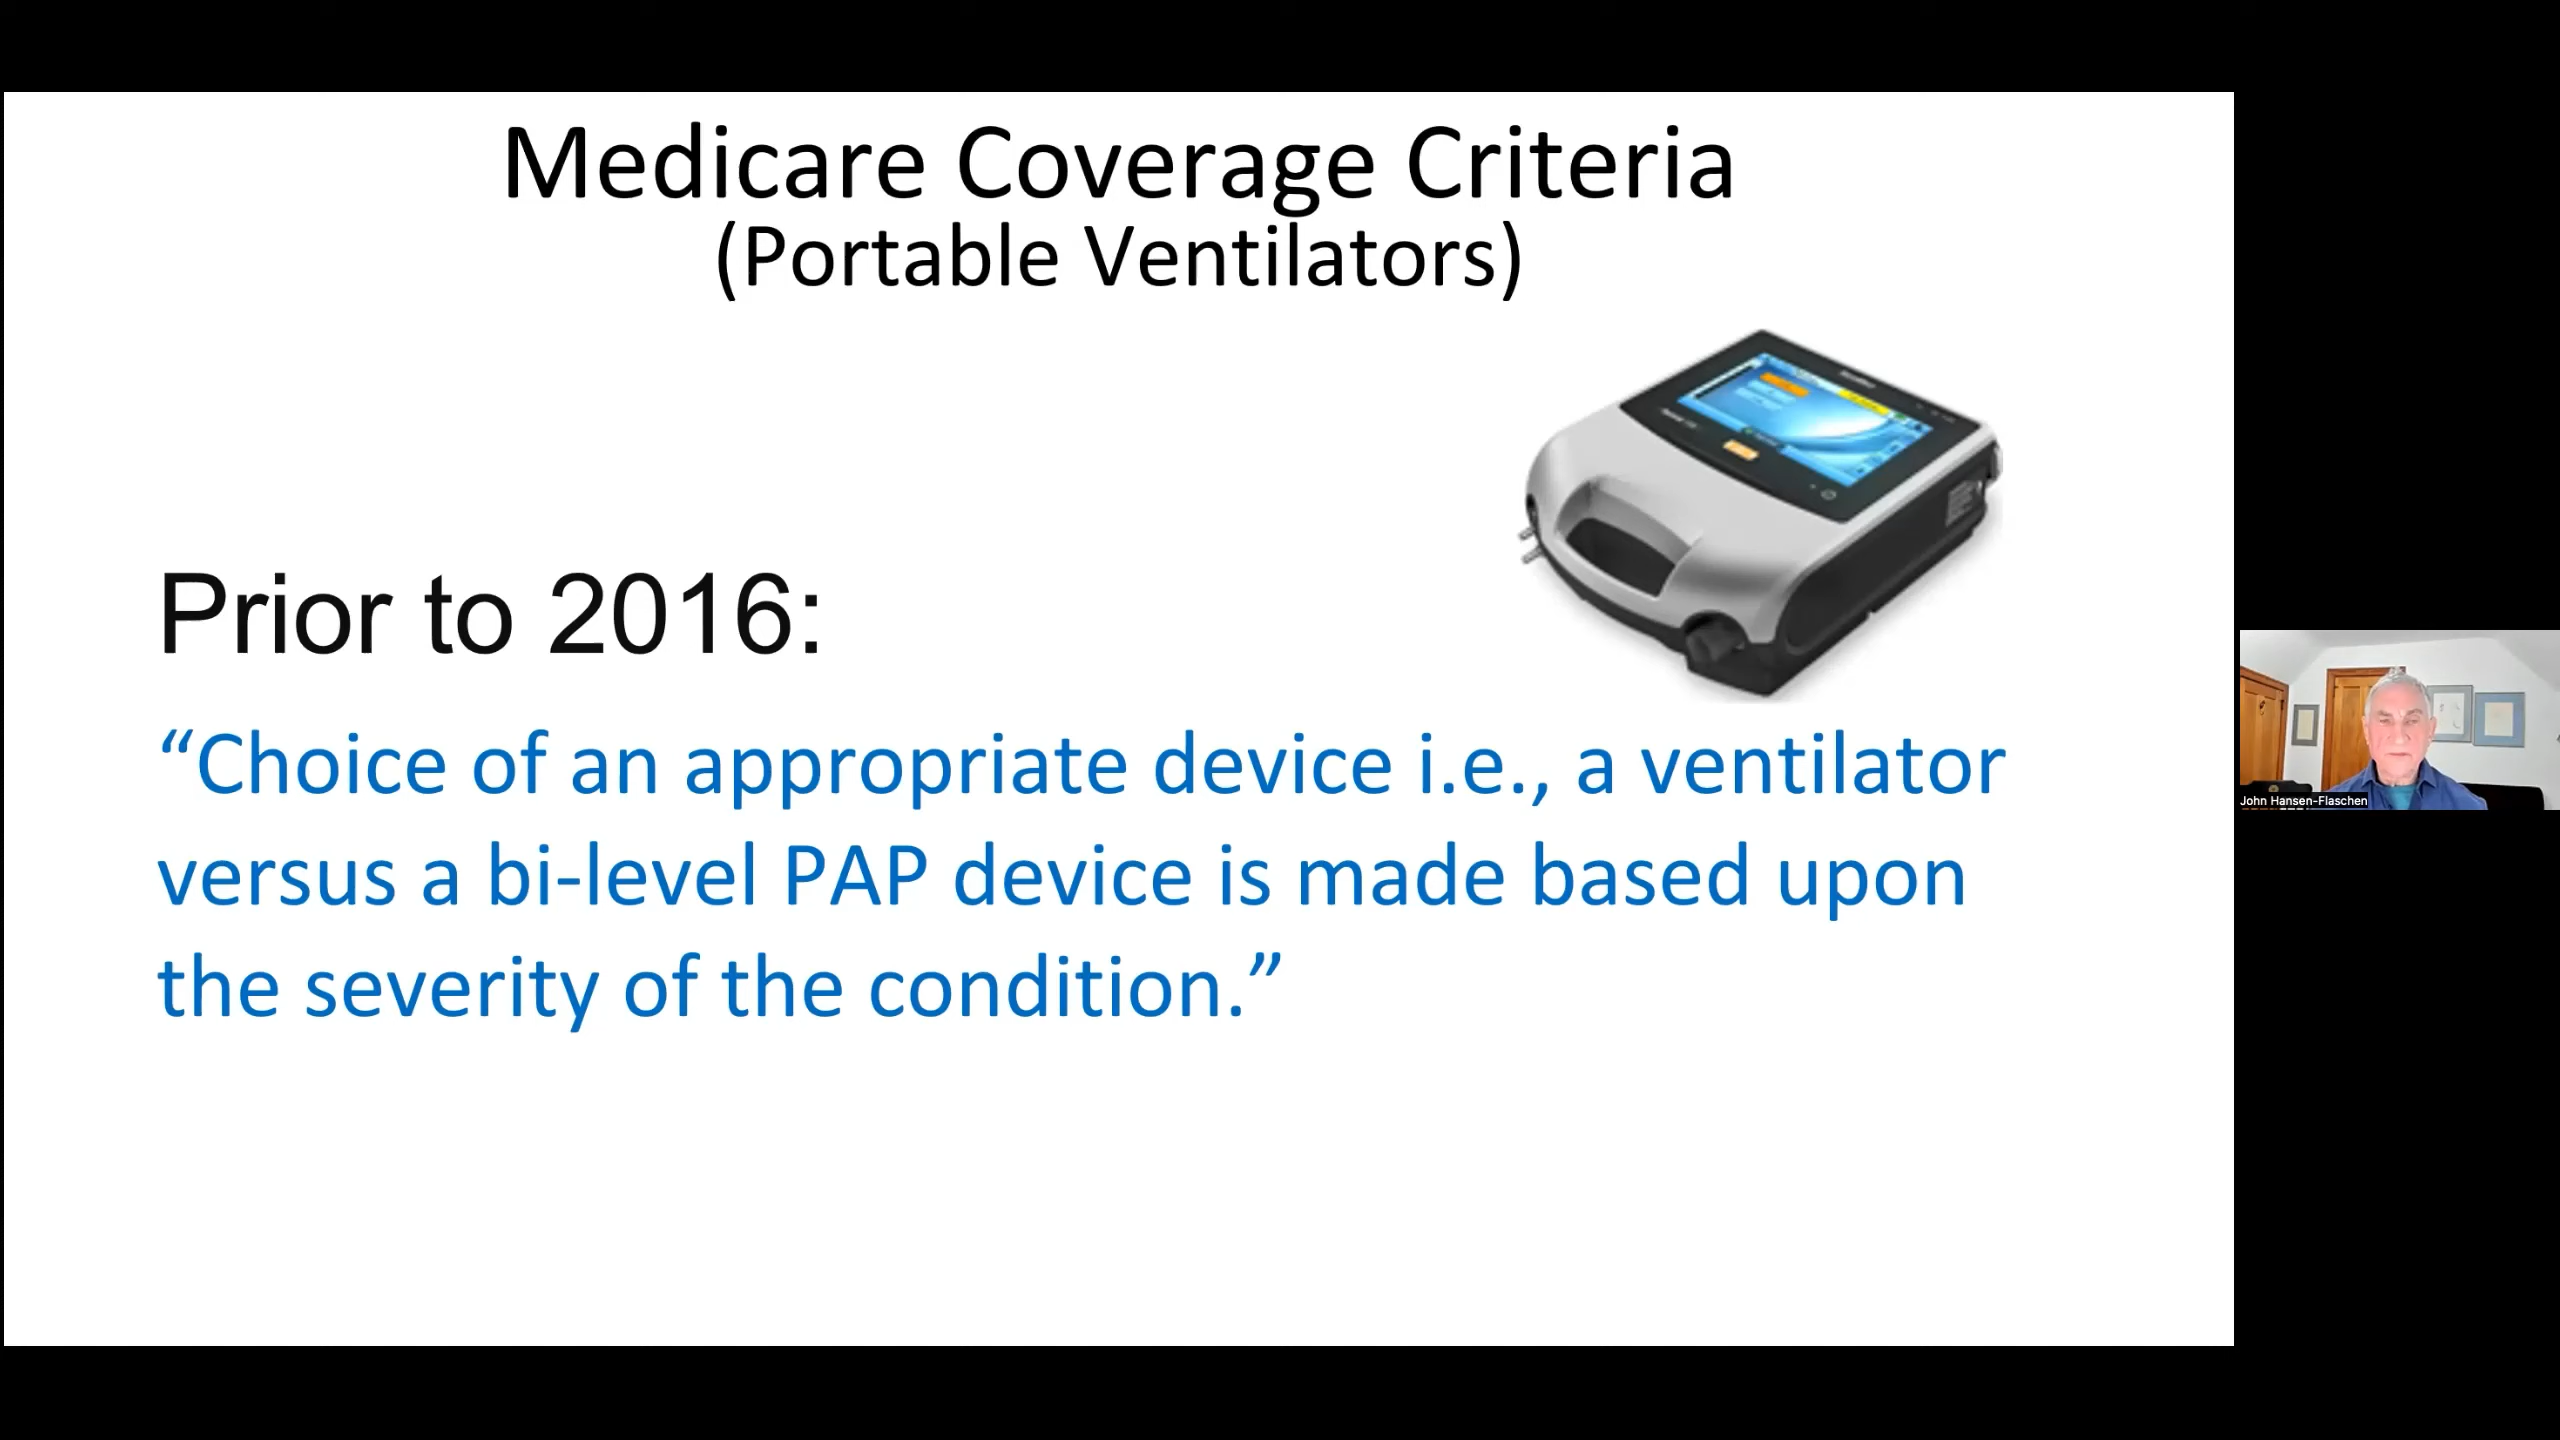 Medicare Coverage Criteria
(Portable Ventilators)
Prior to 2016:
“Choice of an appropriate device i.e., a ventilator
versus a bi-level PAP device is made based upon
the severity of the condition.”
John Hansen-Flaschen